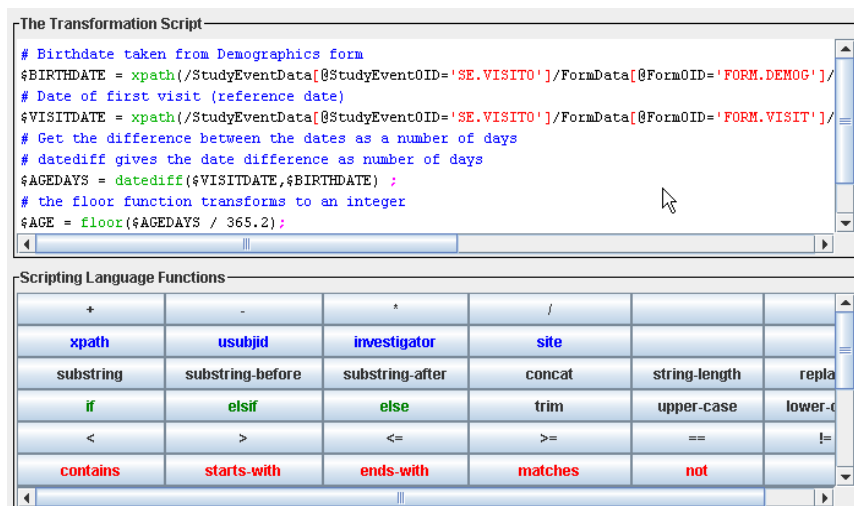 The Transformation Script
# Birthdate taken from Demographics form
$BIRTHDATE = xpath(/StudyEventData[@StudyEventOID='SE.VISIT0']/FormData[@FormOID='FORM.DEMOG']/
# Date of first visit (reference date)
$VISITDATE = xpath(/StudyEventData[@StudyEventOID='SE.VISIT0']/FormData[@FormOID='FORM.VISIT']/
# Get the difference between the dates as a number of days
# datediff gives the date difference as number of days
$AGEDAYS = datediff($VISITDATE,$BIRTHDATE) ;
# the floor function transforms to an integer
$AGE = floor($AGEDAYS / 365.2);
Scripting Language Functions
+ - * /
xpath usubjid investigator site
substring substring-before substring-after concat string-length repla
if elsif else trim upper-case lower-c
< > <= >= == !=
contains starts-with ends-with matches not